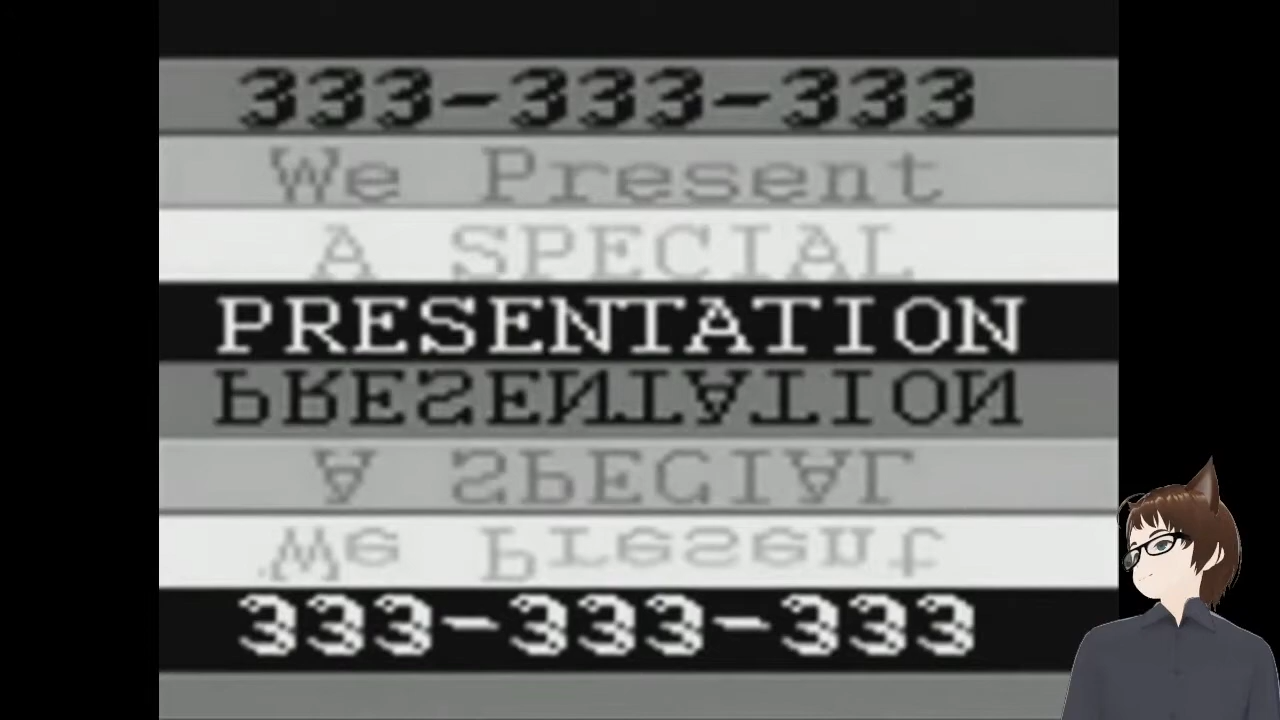 333-333-333
We Present
A SPECIAL
PRESENTATION
PRESENTATION
A SPECIAL
We Present
333-333-333